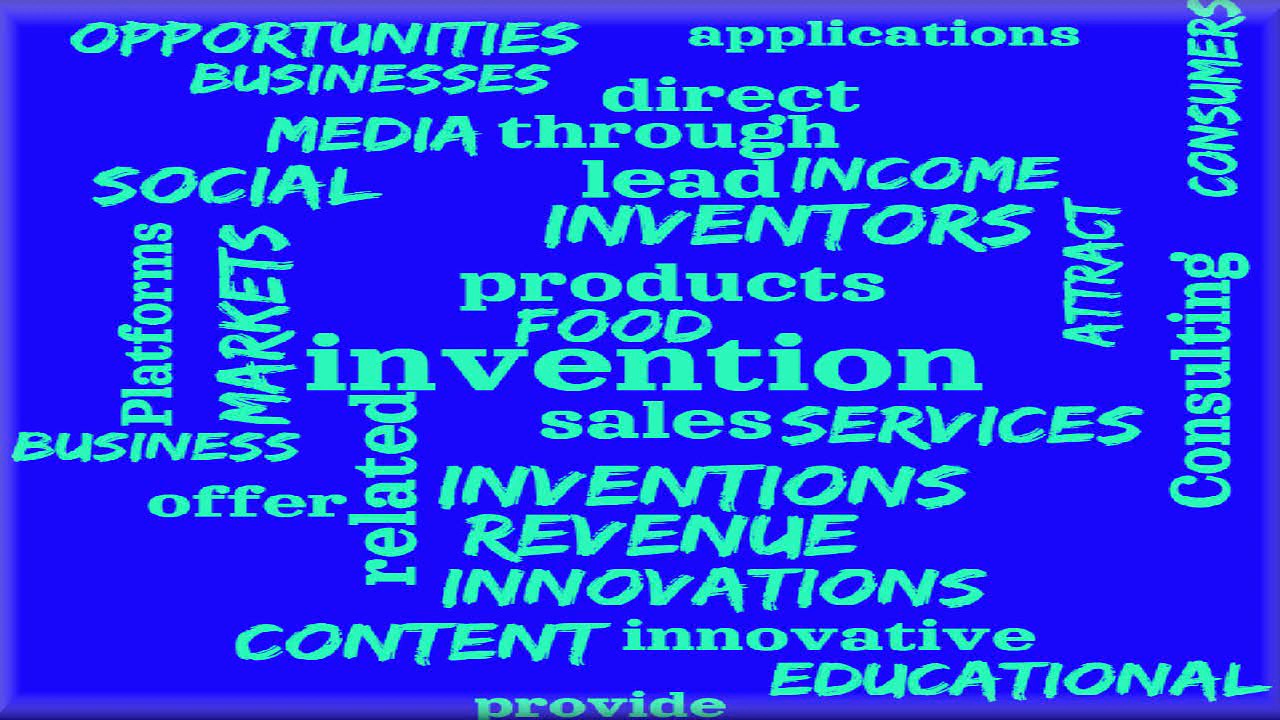 OPPORTUNITIES
applications
CONSUMERS
BUSINESSES
direct
MEDIA
through
SOCIAL
lead
INCOME
INVENTORS
ATTRACT
Platforms
MARKETS
products
Consulting
FOOD
invention
sales
SERVICES
BUSINESS
related
offer
INVENTIONS
REVENUE
INNOVATIONS
CONTENT
innovative
EDUCATIONAL
provide